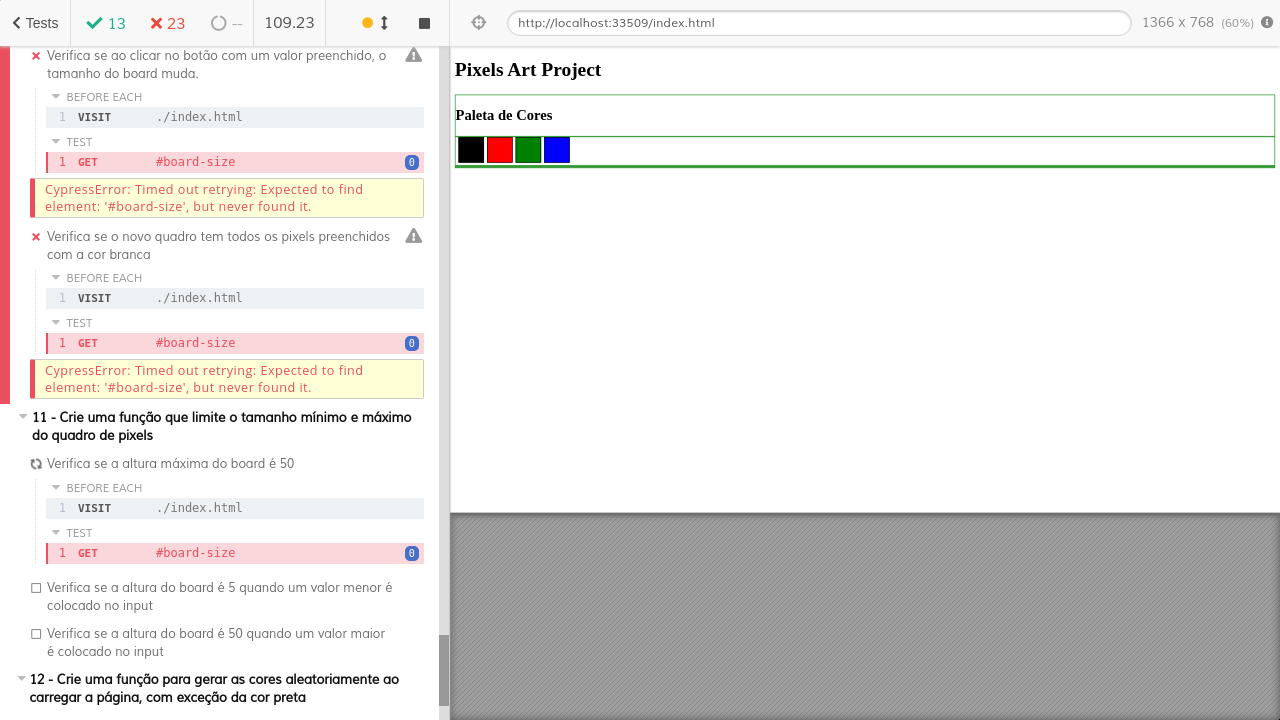 Tests
13
23
--
109.23
http://localhost:33509/index.html
1366 x 768 (60%)
Verifica se ao clicar no botão com um valor preenchido, o
tamanho do board muda.
BEFORE EACH
1 VISIT ./index.html
TEST
1 GET #board-size 0
CypressError: Timed out retrying: Expected to find
element: '#board-size', but never found it.
Verifica se o novo quadro tem todos os pixels preenchidos
com a cor branca
BEFORE EACH
1 VISIT ./index.html
TEST
1 GET #board-size 0
CypressError: Timed out retrying: Expected to find
element: '#board-size', but never found it.
11 - Crie uma função que limite o tamanho mínimo e máximo
do quadro de pixels
Verifica se a altura máxima do board é 50
BEFORE EACH
1 VISIT ./index.html
TEST
1 GET #board-size 0
Verifica se a altura do board é 5 quando um valor menor é
colocado no input
Verifica se a altura do board é 50 quando um valor maior
é colocado no input
12 - Crie uma função para gerar as cores aleatoriamente ao
carregar a página, com exceção da cor preta
Pixels Art Project
Paleta de Cores